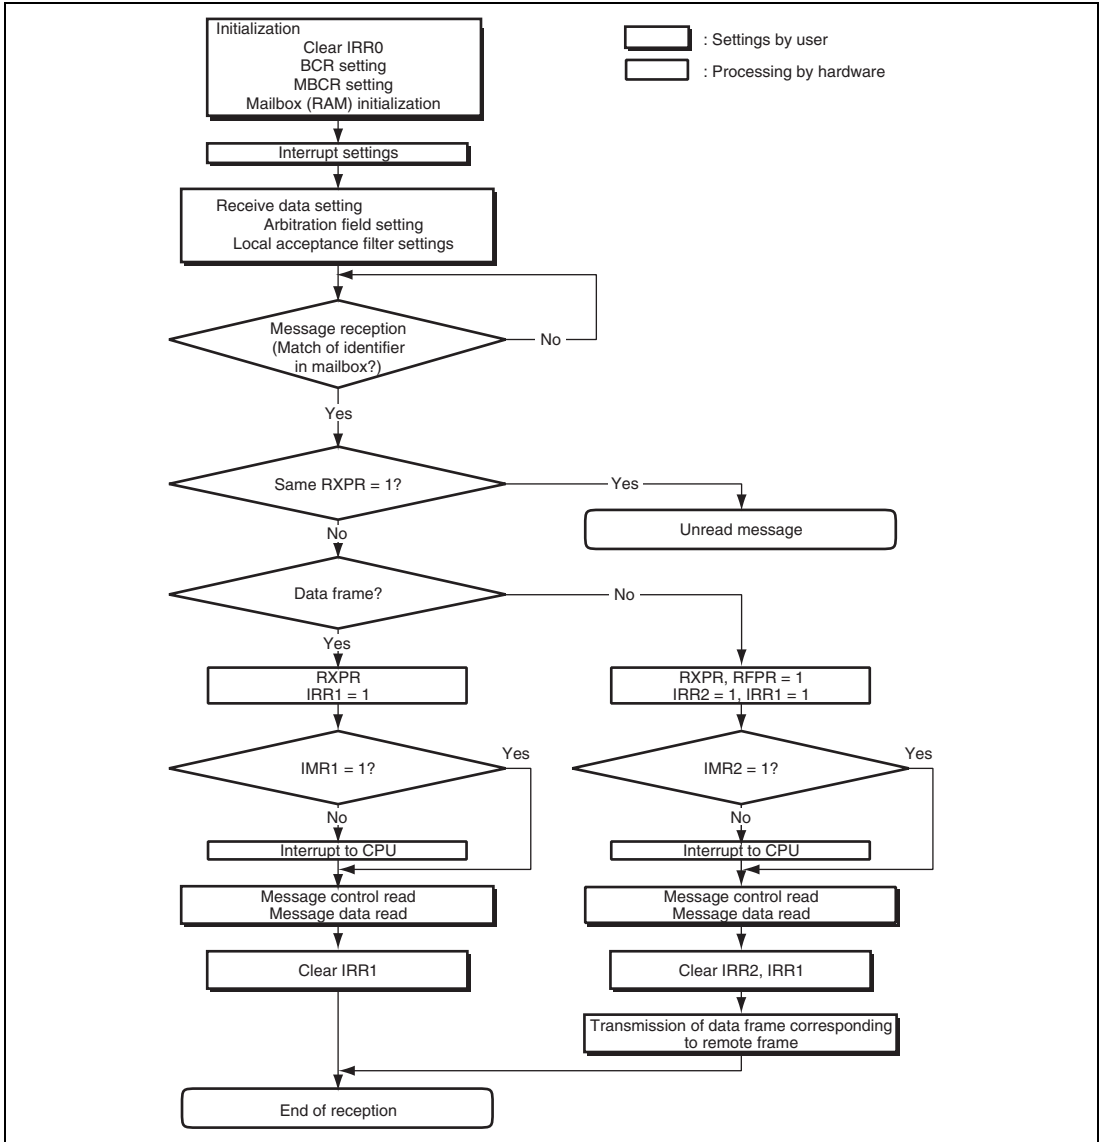 Initialization
Clear IRR0
BCR setting
MBCR setting
Mailbox (RAM) initialization
: Settings by user
: Processing by hardware
Interrupt settings
Receive data setting
Arbitration field setting
Local acceptance filter settings
Message reception
(Match of identifier
in mailbox?)
No
Yes
Same RXPR = 1?
Yes
Unread message
No
Data frame?
No
Yes
RXPR
IRR1 = 1
RXPR, RFPR = 1
IRR2 = 1, IRR1 = 1
IMR1 = 1?
Yes
IMR2 = 1?
Yes
No
No
Interrupt to CPU
Interrupt to CPU
Message control read
Message data read
Message control read
Message data read
Clear IRR1
Clear IRR2, IRR1
Transmission of data frame corresponding
to remote frame
End of reception